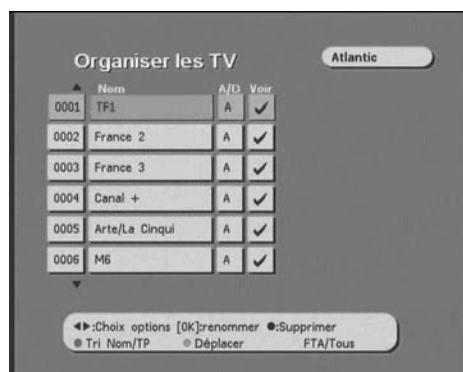 Organiser les TV
Atlantic
Nom A/D Voir
0001 TF1 A
0002 France 2 A
0003 France 3 A
0004 Canal + A
0005 Arte/La Cinqui A
0006 M6 A
:Choix options [OK]:renommer :Supprimer
Tri Nom/TP Déplacer FTA/Tous